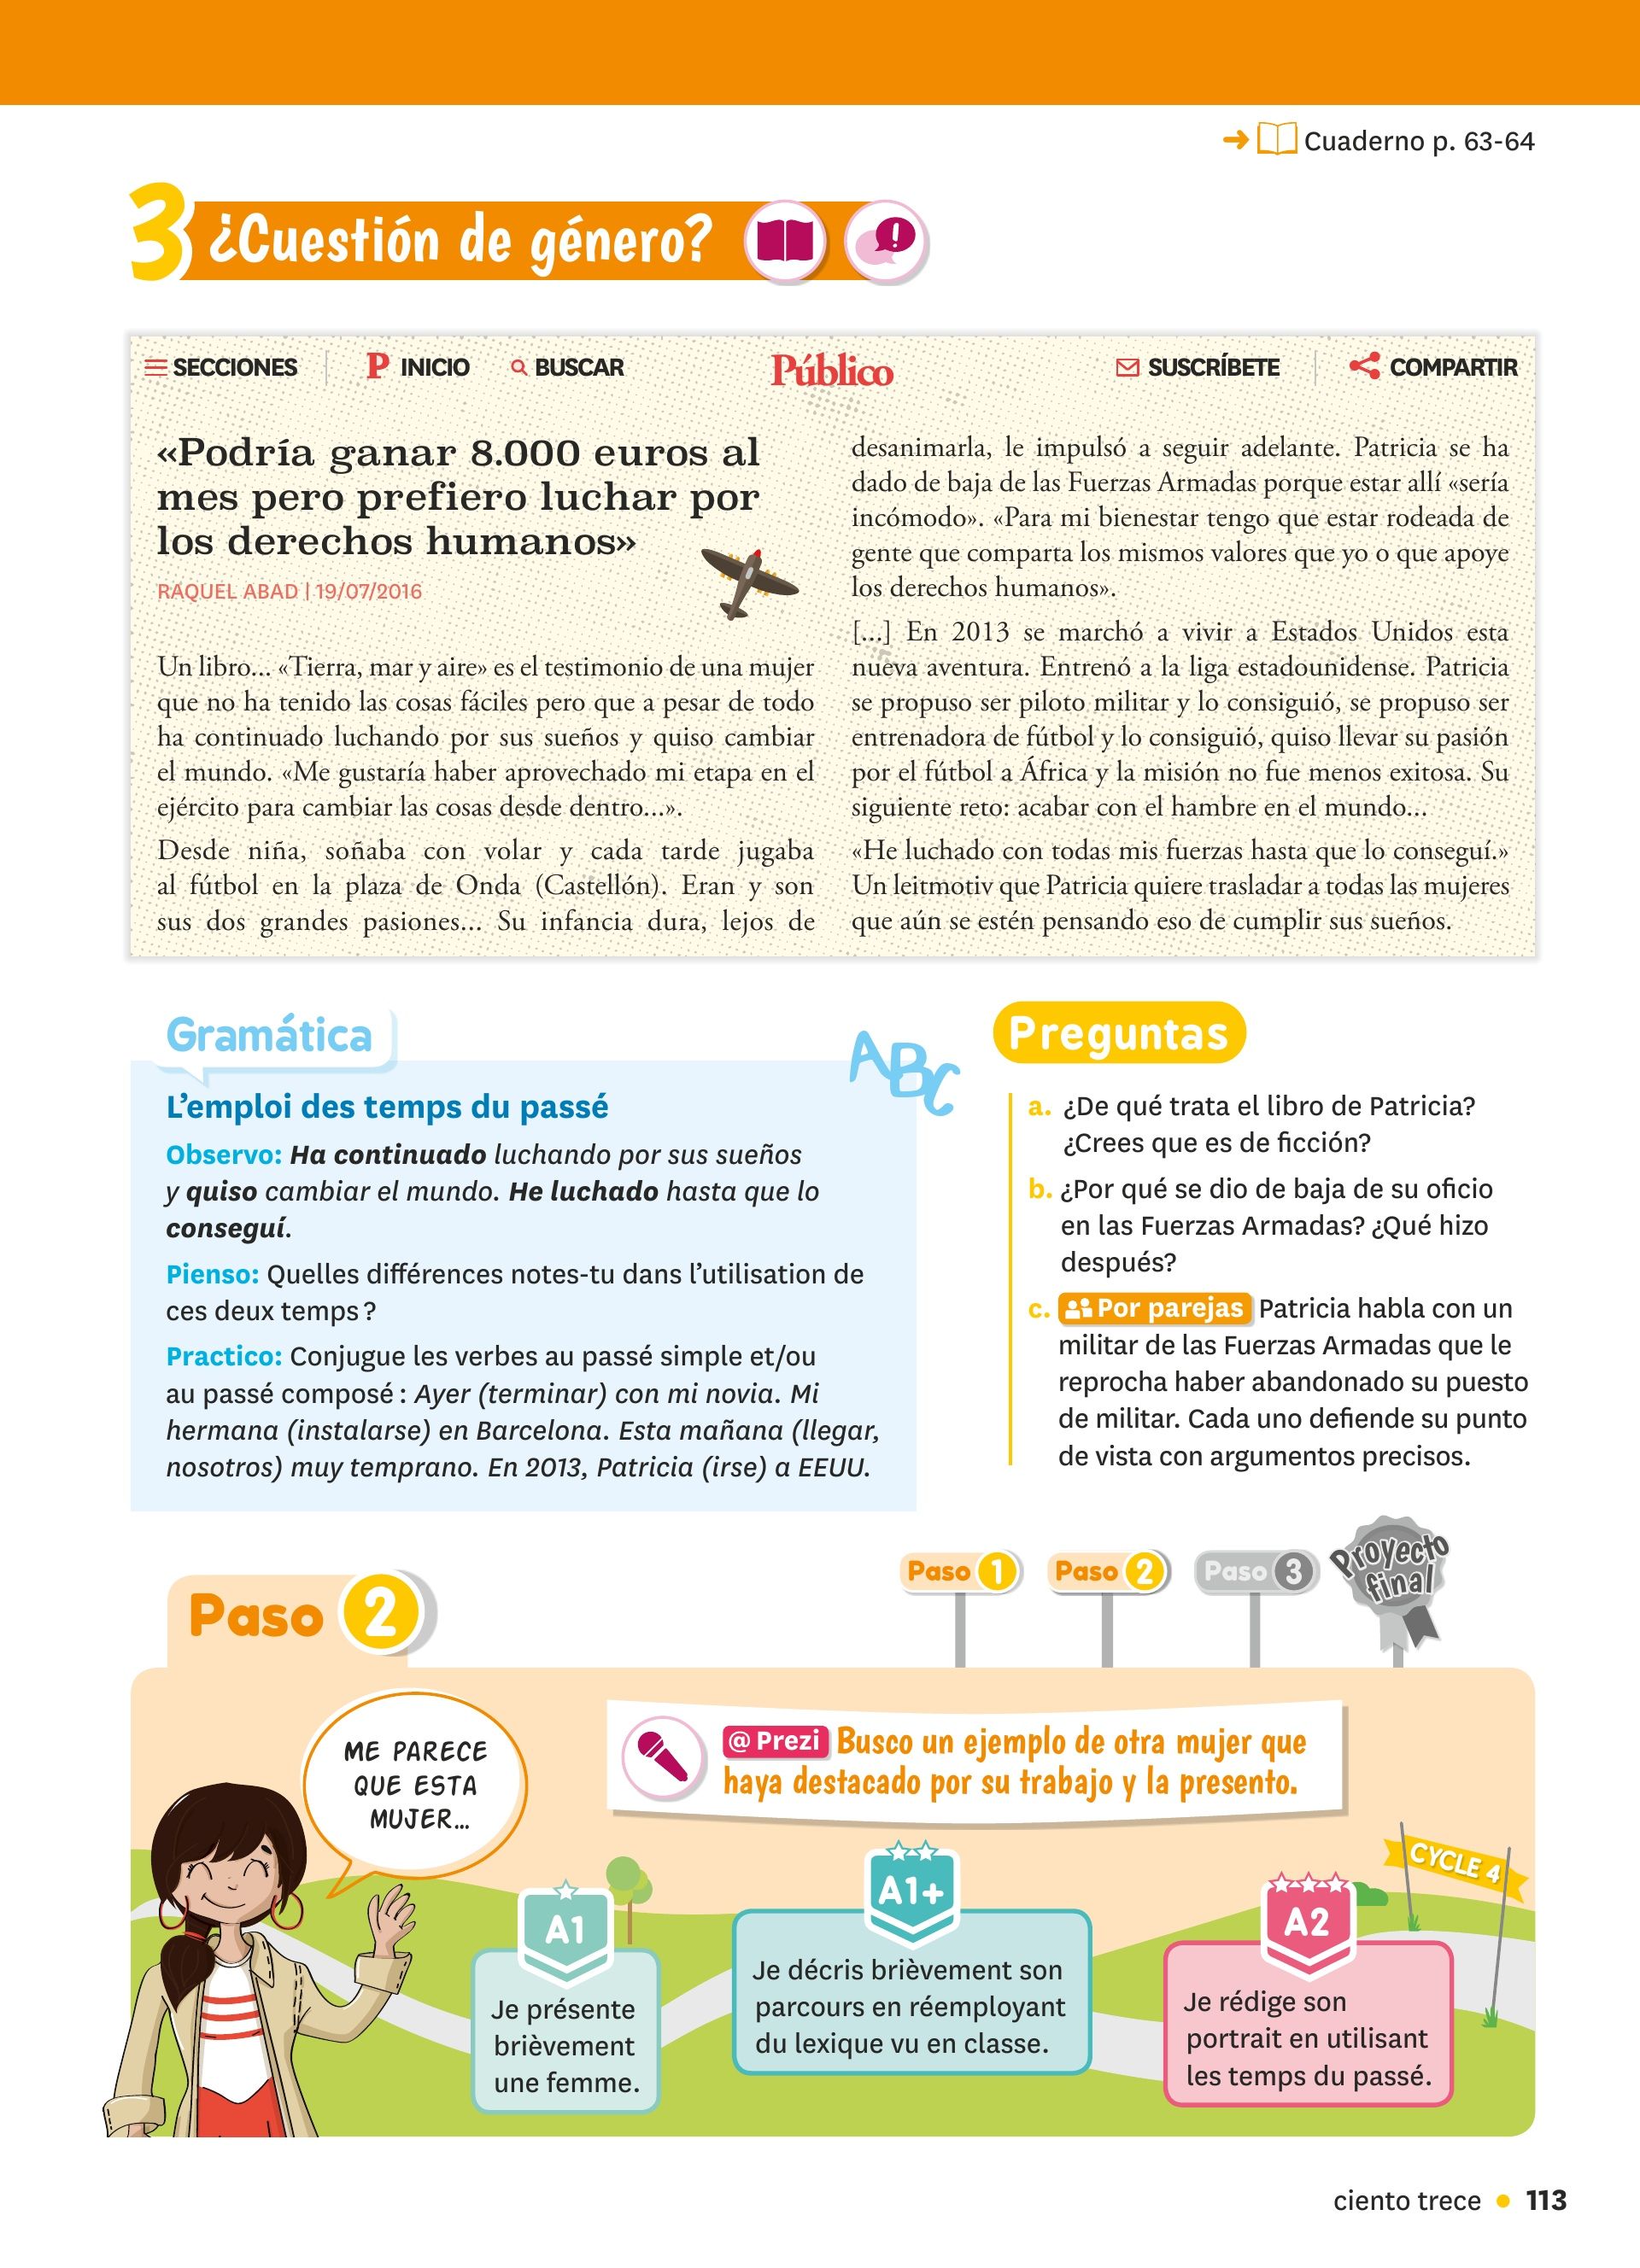 Cuaderno p. 63-64
3 ¿Cuestión de género?
SECCIONES P INICIO BUSCAR Público SUSCRÍBETE COMPARTIR
«Podría ganar 8.000 euros al
mes pero prefiero luchar por
los derechos humanos»
RAQUEL ABAD | 19/07/2016
Un libro... «Tierra, mar y aire» es el testimonio de una mujer
que no ha tenido las cosas fáciles pero que a pesar de todo
ha continuado luchando por sus sueños y quiso cambiar
el mundo. «Me gustaría haber aprovechado mi etapa en el
ejército para cambiar las cosas desde dentro...».
Desde niña, soñaba con volar y cada tarde jugaba
al fútbol en la plaza de Onda (Castellón). Eran y son
sus dos grandes pasiones... Su infancia dura, lejos de
desanimarla, le impulsó a seguir adelante. Patricia se ha
dado de baja de las Fuerzas Armadas porque estar allí «sería
incómodo». «Para mi bienestar tengo que estar rodeada de
gente que comparta los mismos valores que yo o que apoye
los derechos humanos».
[...] En 2013 se marchó a vivir a Estados Unidos esta
nueva aventura. Entrenó a la liga estadounidense. Patricia
se propuso ser piloto militar y lo consiguió, se propuso ser
entrenadora de fútbol y lo consiguió, quiso llevar su pasión
por el fútbol a África y la misión no fue menos exitosa. Su
siguiente reto: acabar con el hambre en el mundo...
«He luchado con todas mis fuerzas hasta que lo conseguí.»
Un leitmotiv que Patricia quiere trasladar a todas las mujeres
que aún se estén pensando eso de cumplir sus sueños.
Gramática
ABC
L'emploi des temps du passé
Observo: Ha continuado luchando por sus sueños
y quiso cambiar el mundo. He luchado hasta que lo
conseguí.
Pienso: Quelles différences notes-tu dans l'utilisation de
ces deux temps ?
Practico: Conjugue les verbes au passé simple et/ou
au passé composé : Ayer (terminar) con mi novia. Mi
hermana (instalarse) en Barcelona. Esta mañana (llegar,
nosotros) muy temprano. En 2013, Patricia (irse) a EEUU.
Preguntas
a. ¿De qué trata el libro de Patricia?
¿Crees que es de ficción?
b. ¿Por qué se dio de baja de su oficio
en las Fuerzas Armadas? ¿Qué hizo
después?
c. Por parejas Patricia habla con un
militar de las Fuerzas Armadas que le
reprocha haber abandonado su puesto
de militar. Cada uno defiende su punto
de vista con argumentos precisos.
Paso 1 Paso 2 Paso 3 Proyecto
final
Paso 2
ME PARECE
QUE ESTA
MUJER...
@ Prezi Busco un ejemplo de otra mujer que
haya destacado por su trabajo y la presento.
CYCLE 4
A1
Je présente
brièvement
une femme.
A1+
Je décris brièvement son
parcours en réemployant
du lexique vu en classe.
A2
Je rédige son
portrait en utilisant
les temps du passé.
ciento trece • 113